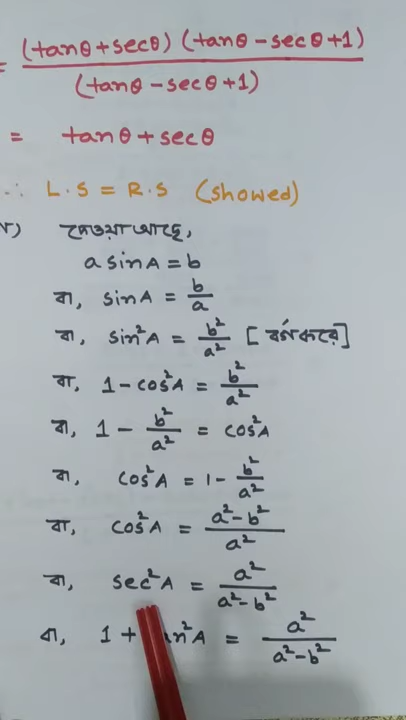 = (tanθ + secθ) (tanθ - secθ + 1) / (tanθ - secθ + 1)
= tanθ + secθ
∴ L.S = R.S (Showed)
) দেওয়া আছে,
a sinA = b
বা, sinA = b/a
বা, sin²A = b²/a² [বর্গ করে]
বা, 1 - cos²A = b²/a²
বা, 1 - b²/a² = cos²A
বা, cos²A = 1 - b²/a²
বা, cos²A = (a² - b²)/a²
বা, sec²A = a²/(a² - b²)
বা, 1 + tan²A = a²/(a² - b²)